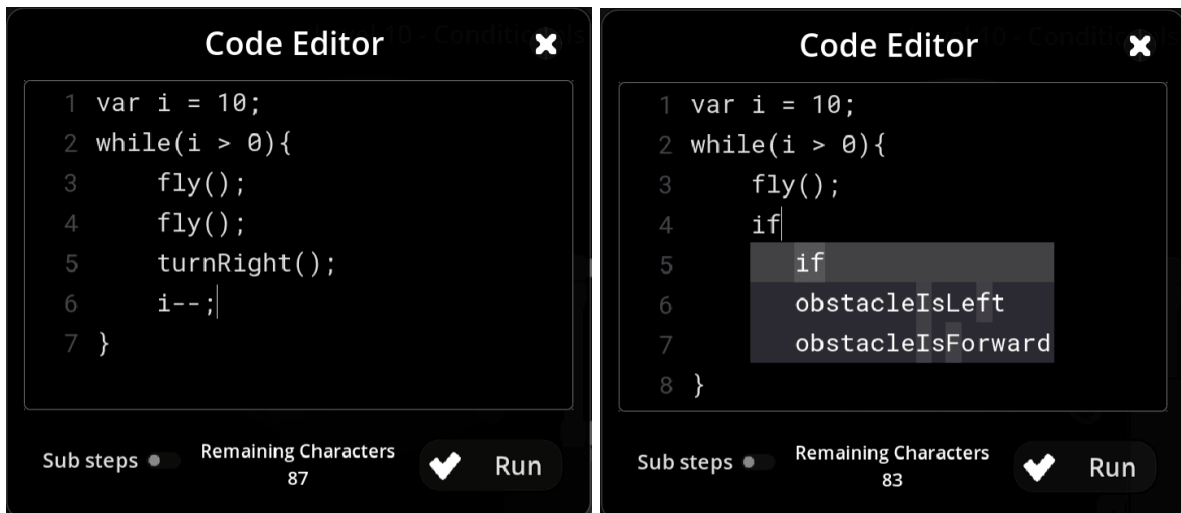 Code Editor
1 var i = 10;
2 while(i > 0){
3 fly();
4 fly();
5 turnRight();
6 i--;
7 }
Sub steps
Remaining Characters
87
Run
Code Editor
1 var i = 10;
2 while(i > 0){
3 fly();
4 if
5 if
6 obstacleIsLeft
7 obstacleIsForward
8 }
Sub steps
Remaining Characters
83
Run